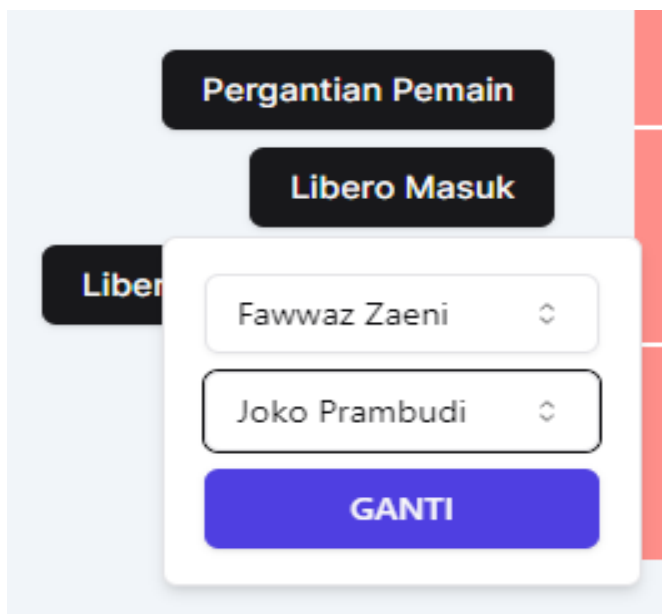 Pergantian Pemain
Libero Masuk
Fawwaz Zaeni
Joko Prambudi
GANTI